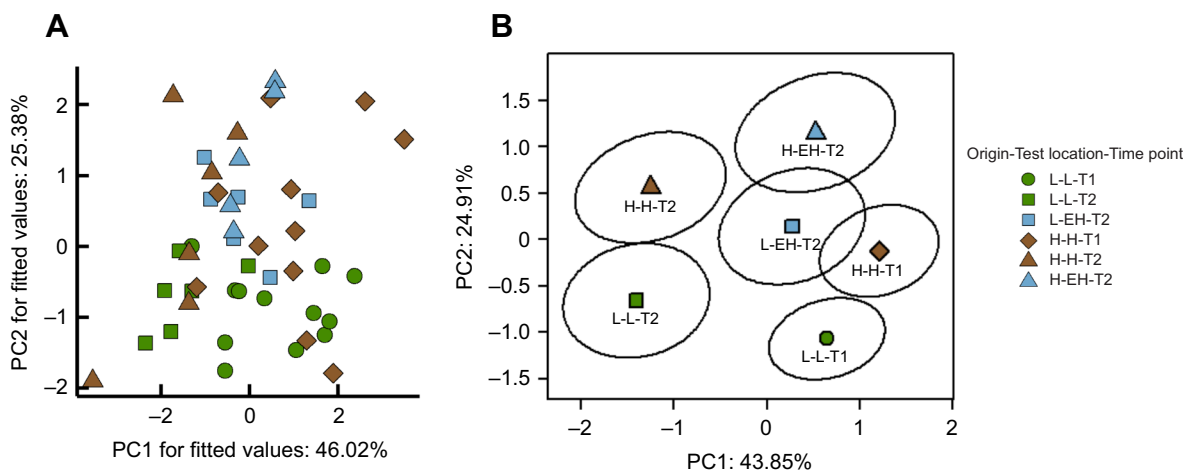 A
PC2 for fitted values: 25.38%
2
1
0
–1
–2
–2
0
2
PC1 for fitted values: 46.02%
B
PC2: 24.91%
1.5
1.0
0.5
0
–0.5
–1.0
–1.5
H-EH-T2
H-H-T2
L-EH-T2
H-H-T1
L-L-T2
L-L-T1
–2
–1
0
1
2
PC1: 43.85%
Origin-Test location-Time point
L-L-T1
L-L-T2
L-EH-T2
H-H-T1
H-H-T2
H-EH-T2